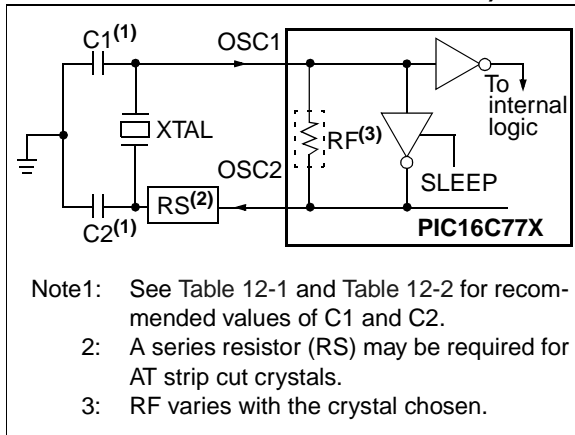 C1(1)
OSC1
To
internal
logic
XTAL
RF(3)
OSC2
SLEEP
RS(2)
C2(1)
PIC16C77X
Note1: See Table 12-1 and Table 12-2 for recom-
mended values of C1 and C2.
2: A series resistor (RS) may be required for
AT strip cut crystals.
3: RF varies with the crystal chosen.